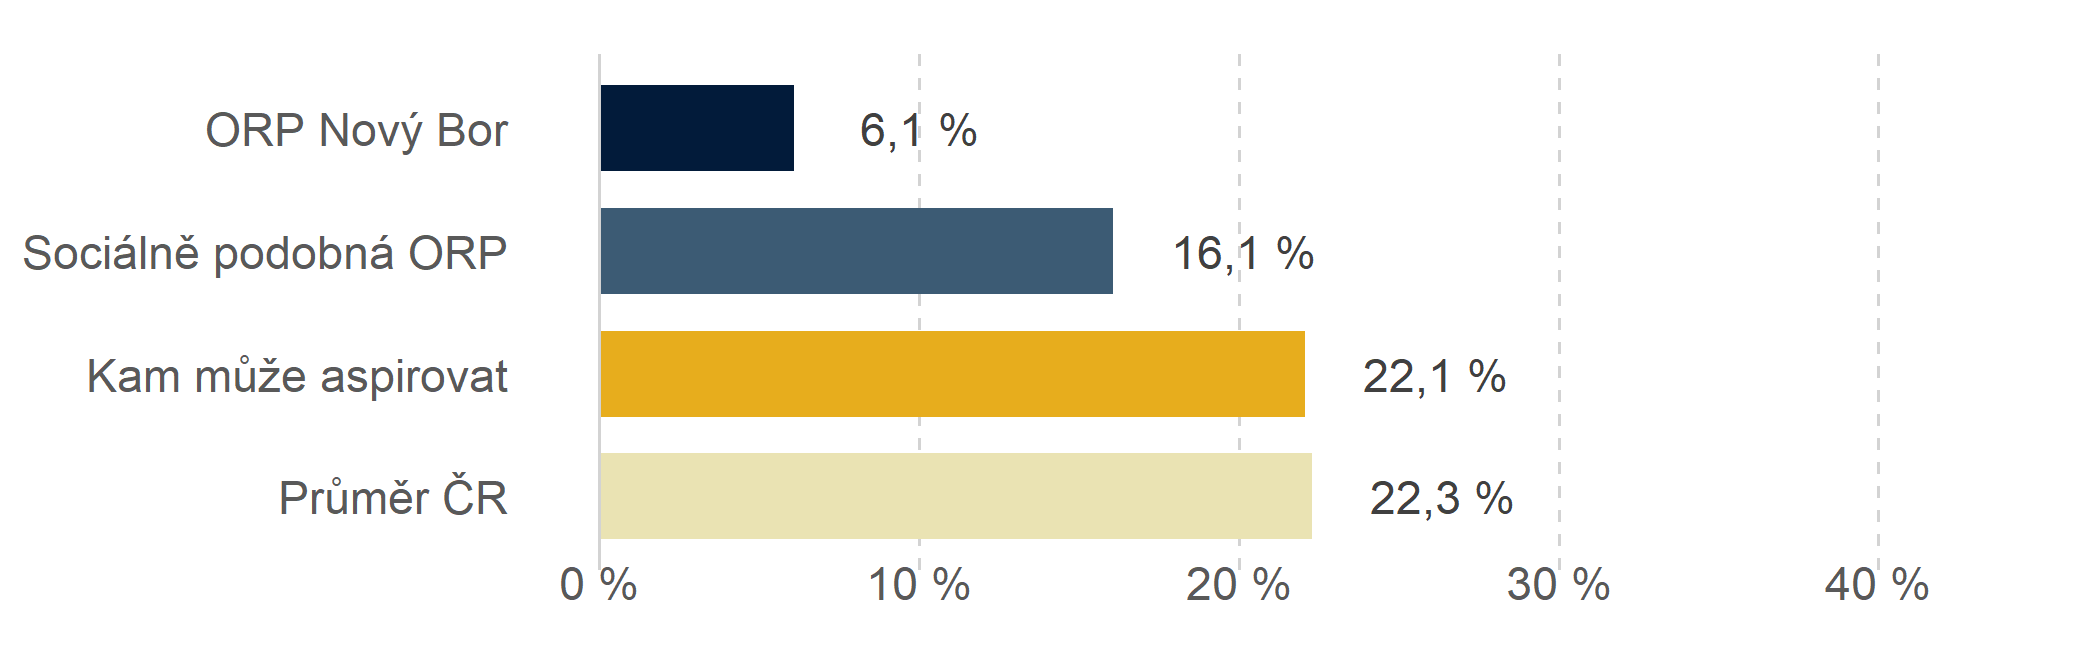 ORP Nový Bor
6,1 %
Sociálně podobná ORP
16,1 %
Kam může aspirovat
22,1 %
Průměr ČR
22,3 %
0 %
10 %
20 %
30 %
40 %